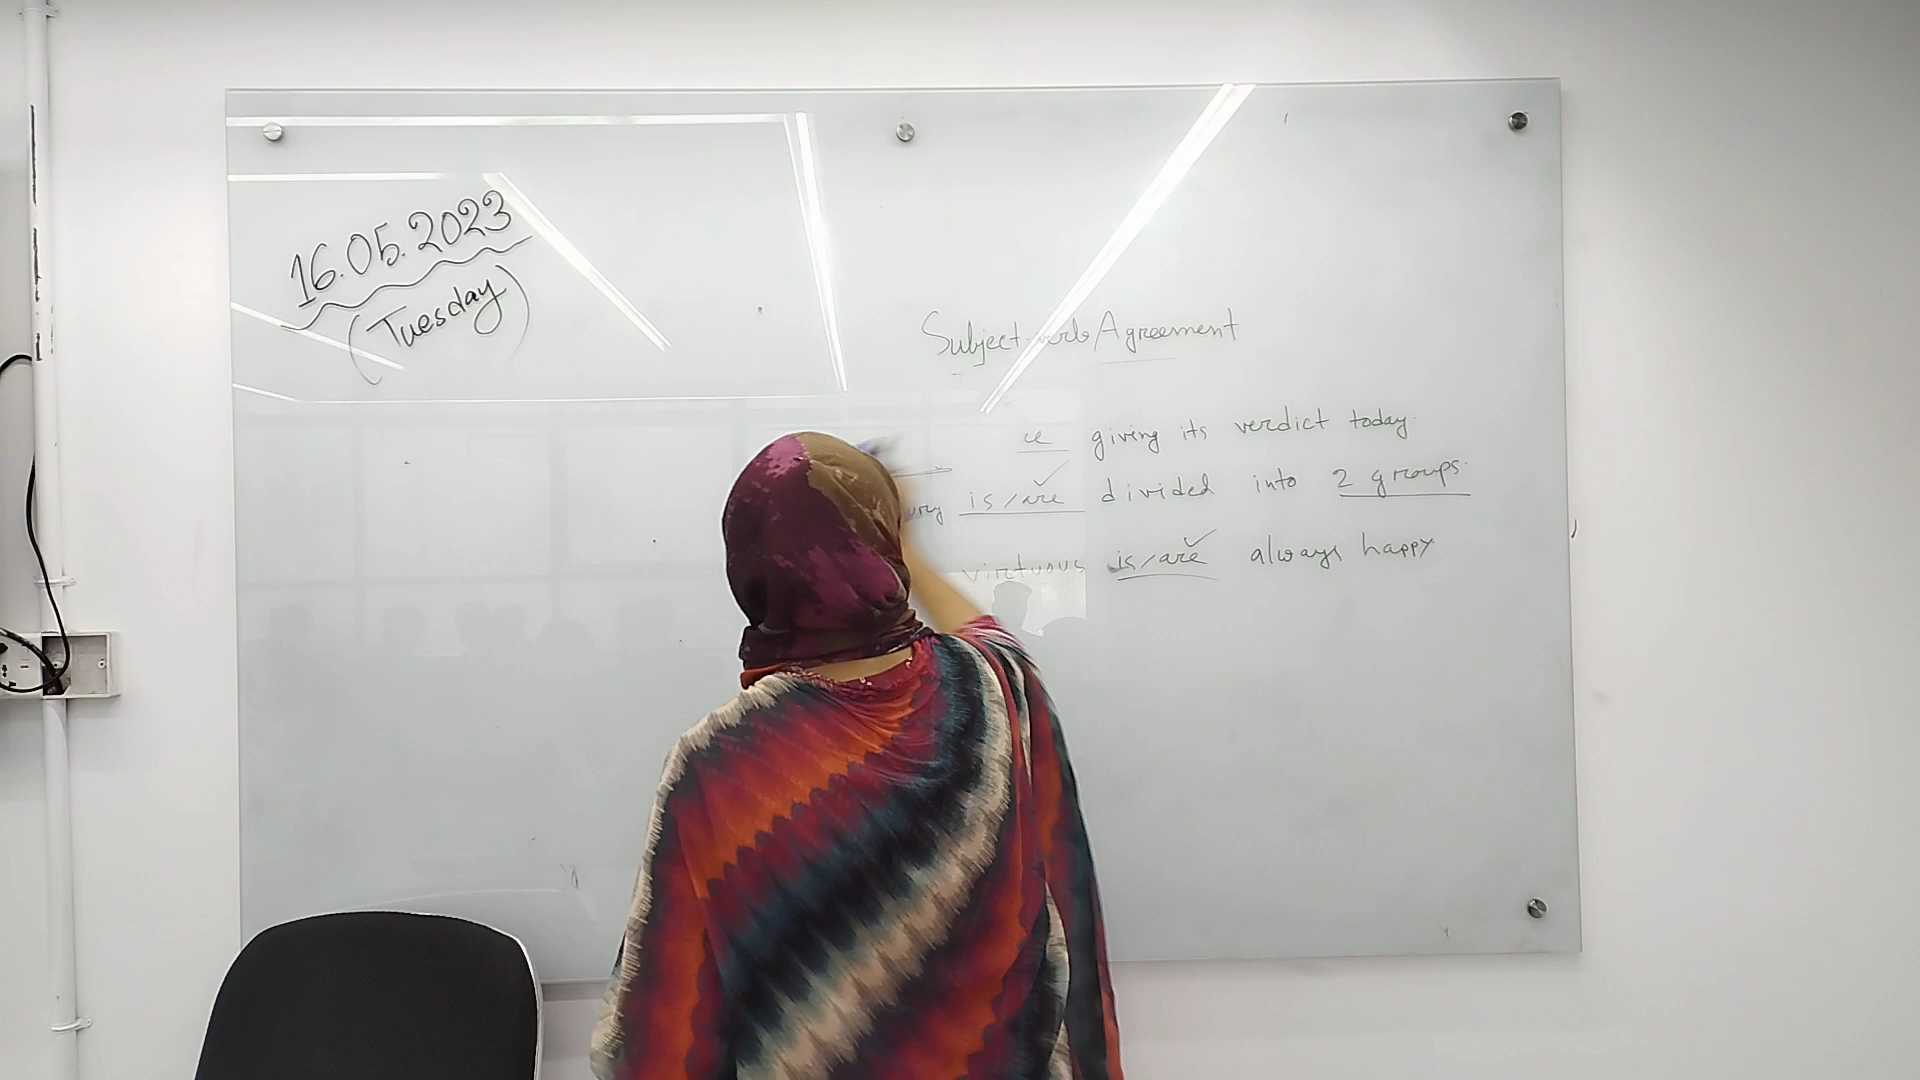 16.05.2023
(Tuesday)
Subject-verb Agreement
giving its verdict today.
ury is/are divided into 2 groups.
virtuous is/are always happy